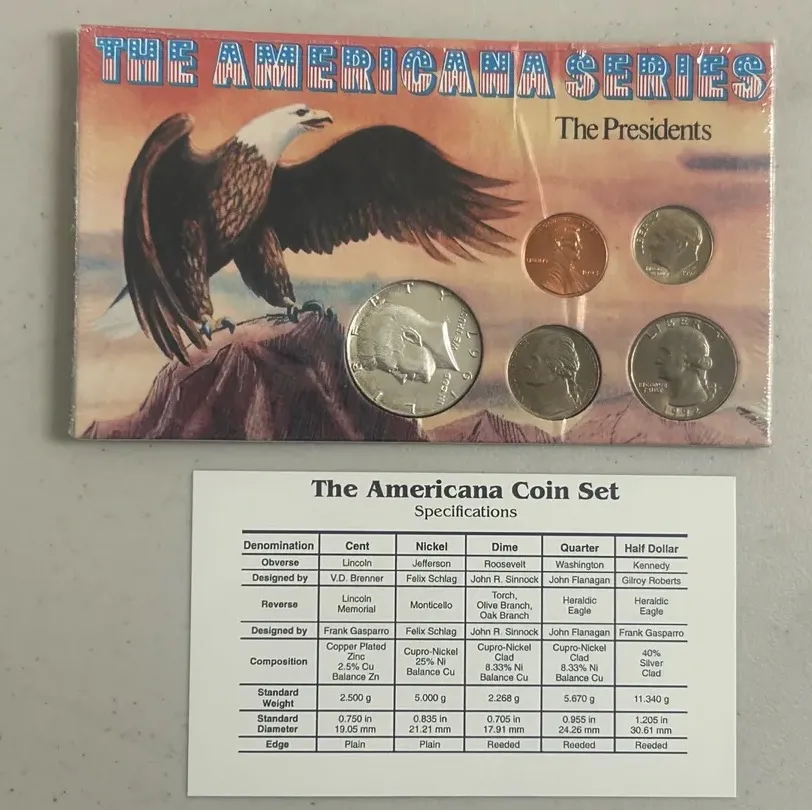 THE AMERICANA SERIES
The Presidents
LIBERTY
1967
LIBERTY
The Americana Coin Set
Specifications
Denomination Cent Nickel Dime Quarter Half Dollar
Obverse Lincoln Jefferson Roosevelt Washington Kennedy
Designed by V.D. Brenner Felix Schlag John R. Sinnock John Flanagan Gilroy Roberts
Reverse Lincoln Memorial Monticello Torch, Olive Branch, Oak Branch Heraldic Eagle Heraldic Eagle
Designed by Frank Gasparro Felix Schlag John R. Sinnock John Flanagan Frank Gasparro
Composition Copper Plated Zinc 2.5% Cu Balance Zn Cupro-Nickel 25% Ni Balance Cu Cupro-Nickel Clad 8.33% Ni Balance Cu Cupro-Nickel Clad 8.33% Ni Balance Cu 40% Silver Clad
Standard Weight 2.500 g 5.000 g 2.268 g 5.670 g 11.340 g
Standard Diameter 0.750 in 19.05 mm 0.835 in 21.21 mm 0.705 in 17.91 mm 0.955 in 24.26 mm 1.205 in 30.61 mm
Edge Plain Plain Reeded Reeded Reeded